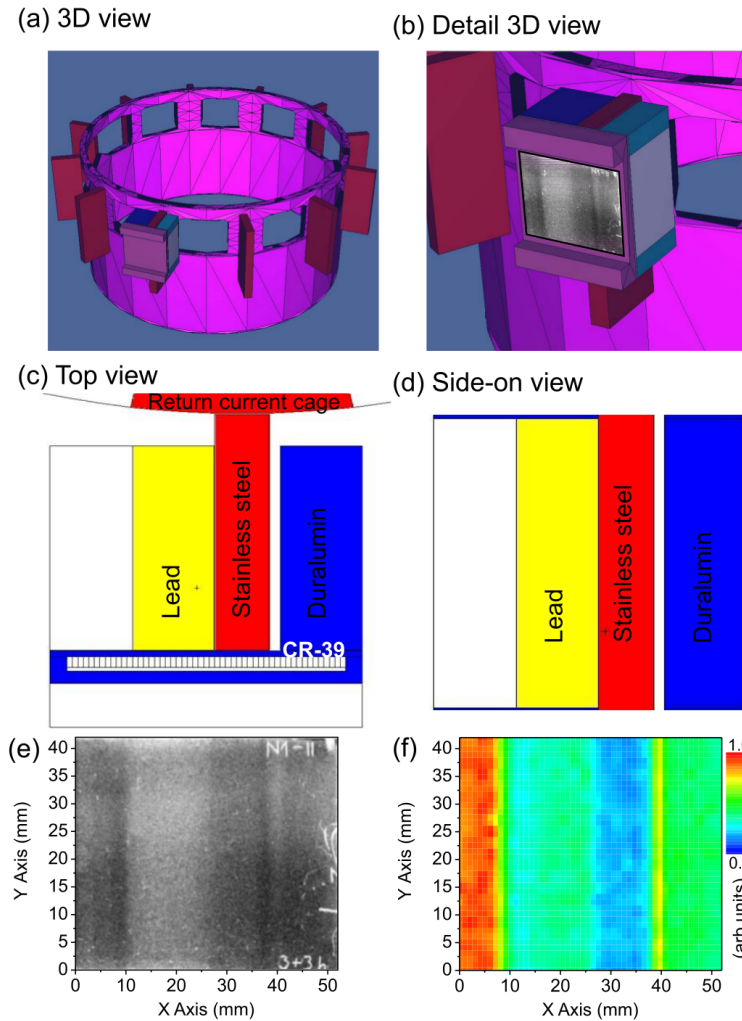 (a) 3D view
(b) Detail 3D view
(c) Top view
Return current cage
Lead
Stainless steel
Duralumin
CR-39
(d) Side-on view
Lead
Stainless steel
Duralumin
(e)
N1-II
3+3h
Y Axis (mm)
40
35
30
25
20
15
10
5
0
0 10 20 30 40 50
X Axis (mm)
(f)
Y Axis (mm)
40
35
30
25
20
15
10
5
0
0 10 20 30 40 50
X Axis (mm)
1.
0.
(arb units)